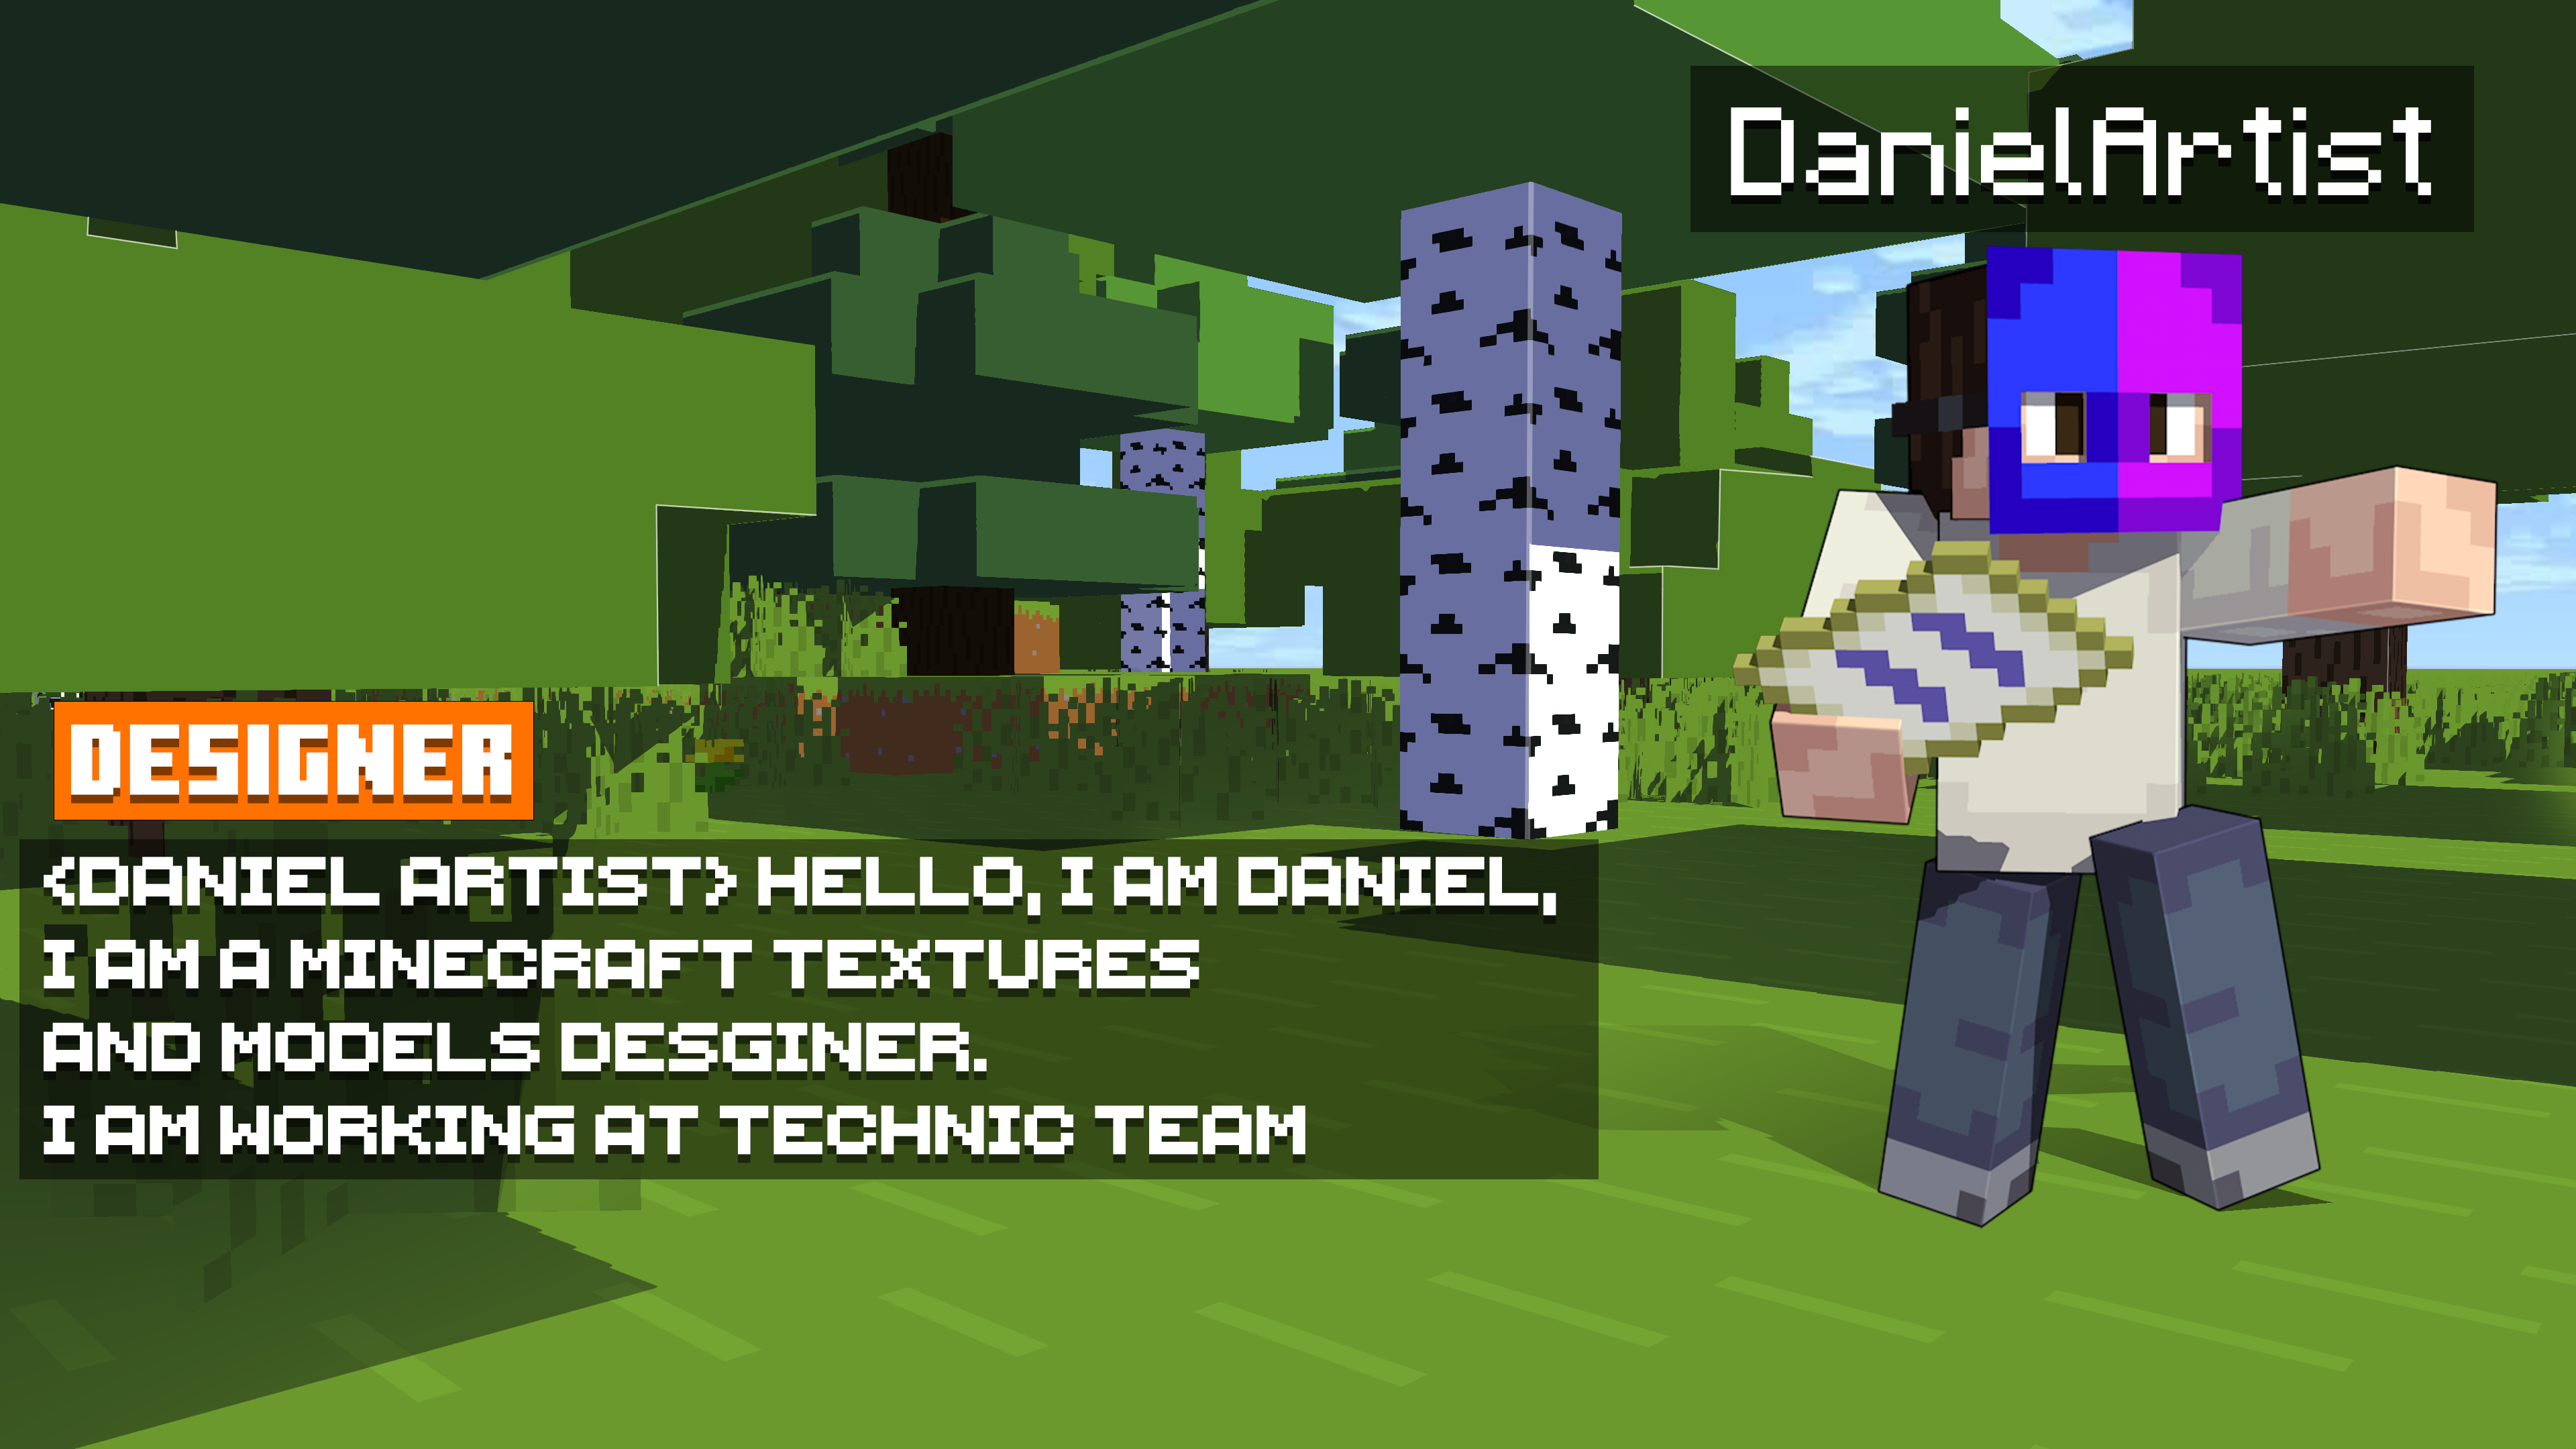 DanielArtist
DESIGNER
<DANIEL ARTIST> HELLO, I AM DANIEL,
I AM A MINECRAFT TEXTURES
AND MODELS DESGINER.
I AM WORKING AT TECHNIC TEAM